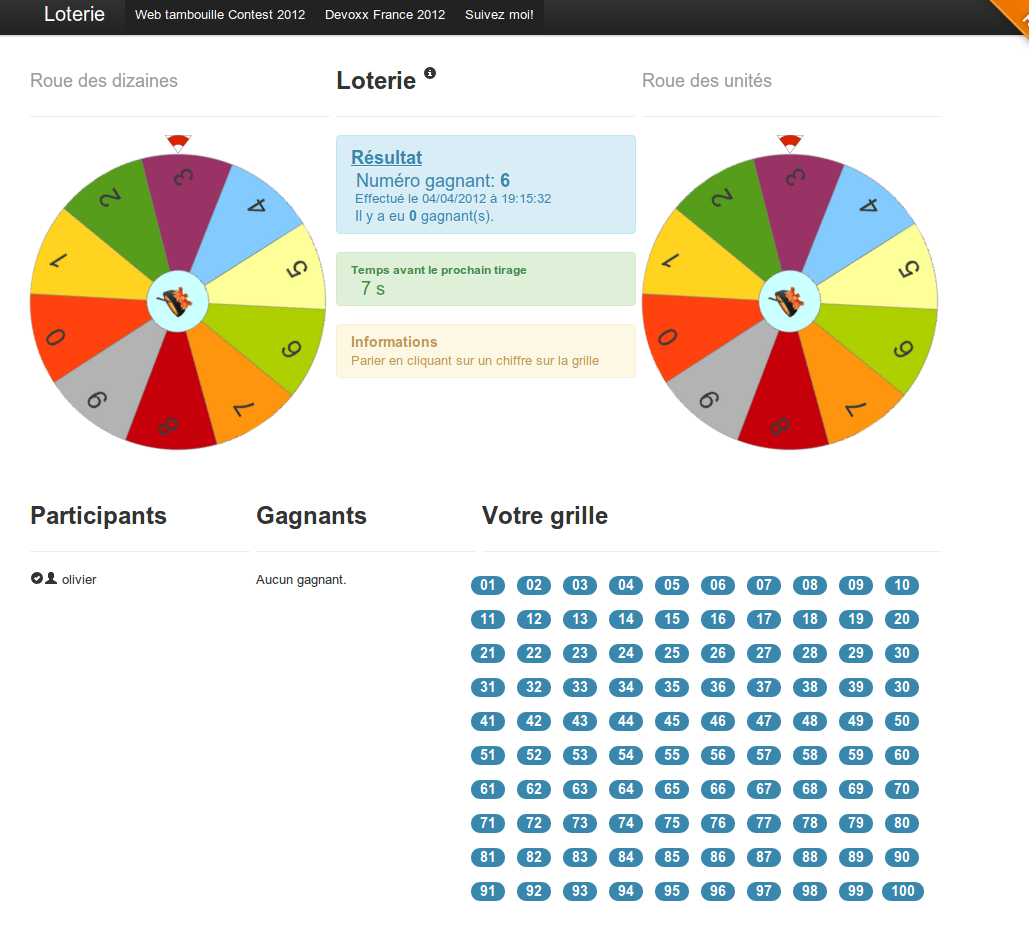 Loterie Web tambouille Contest 2012 Devoxx France 2012 Suivez moi!
Roue des dizaines
3
4
5
6
7
8
9
0
1
2
Loterie
Résultat
Numéro gagnant: 6
Effectué le 04/04/2012 à 19:15:32
Il y a eu 0 gagnant(s).
Temps avant le prochain tirage
7 s
Informations
Parier en cliquant sur un chiffre sur la grille
Roue des unités
3
4
5
6
7
8
9
0
1
2
Participants
olivier
Gagnants
Aucun gagnant.
Votre grille
01 02 03 04 05 06 07 08 09 10
11 12 13 14 15 16 17 18 19 20
21 22 23 24 25 26 27 28 29 30
31 32 33 34 35 36 37 38 39 30
41 42 43 44 45 46 47 48 49 50
51 52 53 54 55 56 57 58 59 60
61 62 63 64 65 66 67 68 69 70
71 72 73 74 75 76 77 78 79 80
81 82 83 84 85 86 87 88 89 90
91 92 93 94 95 96 97 98 99 100